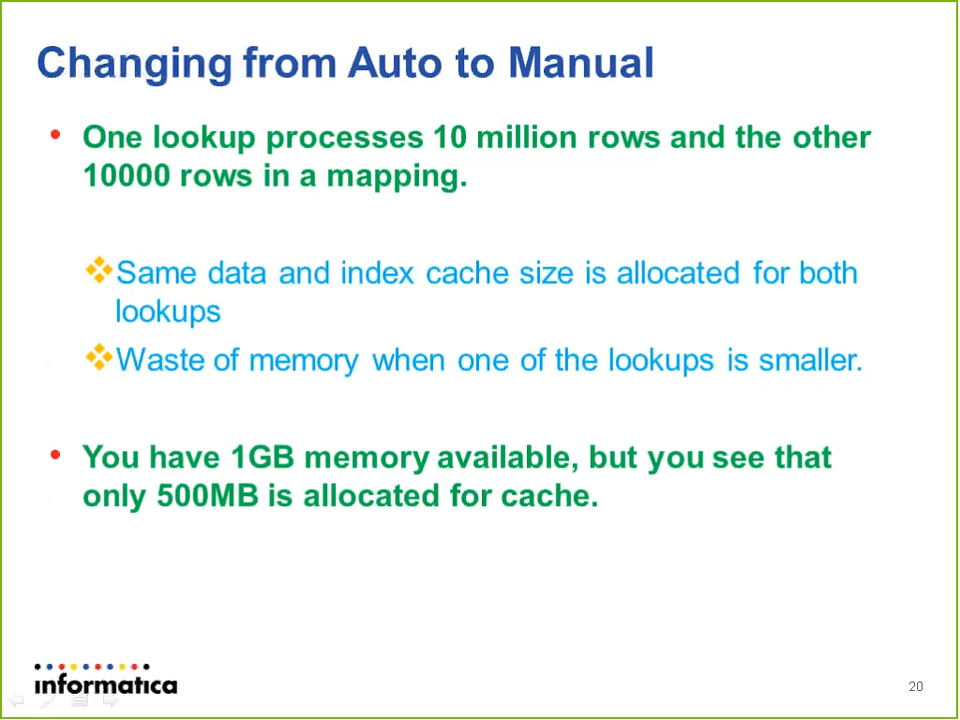 Changing from Auto to Manual
• One lookup processes 10 million rows and the other
10000 rows in a mapping.
❖Same data and index cache size is allocated for both
lookups
❖Waste of memory when one of the lookups is smaller.
• You have 1GB memory available, but you see that
only 500MB is allocated for cache.
informatica
20